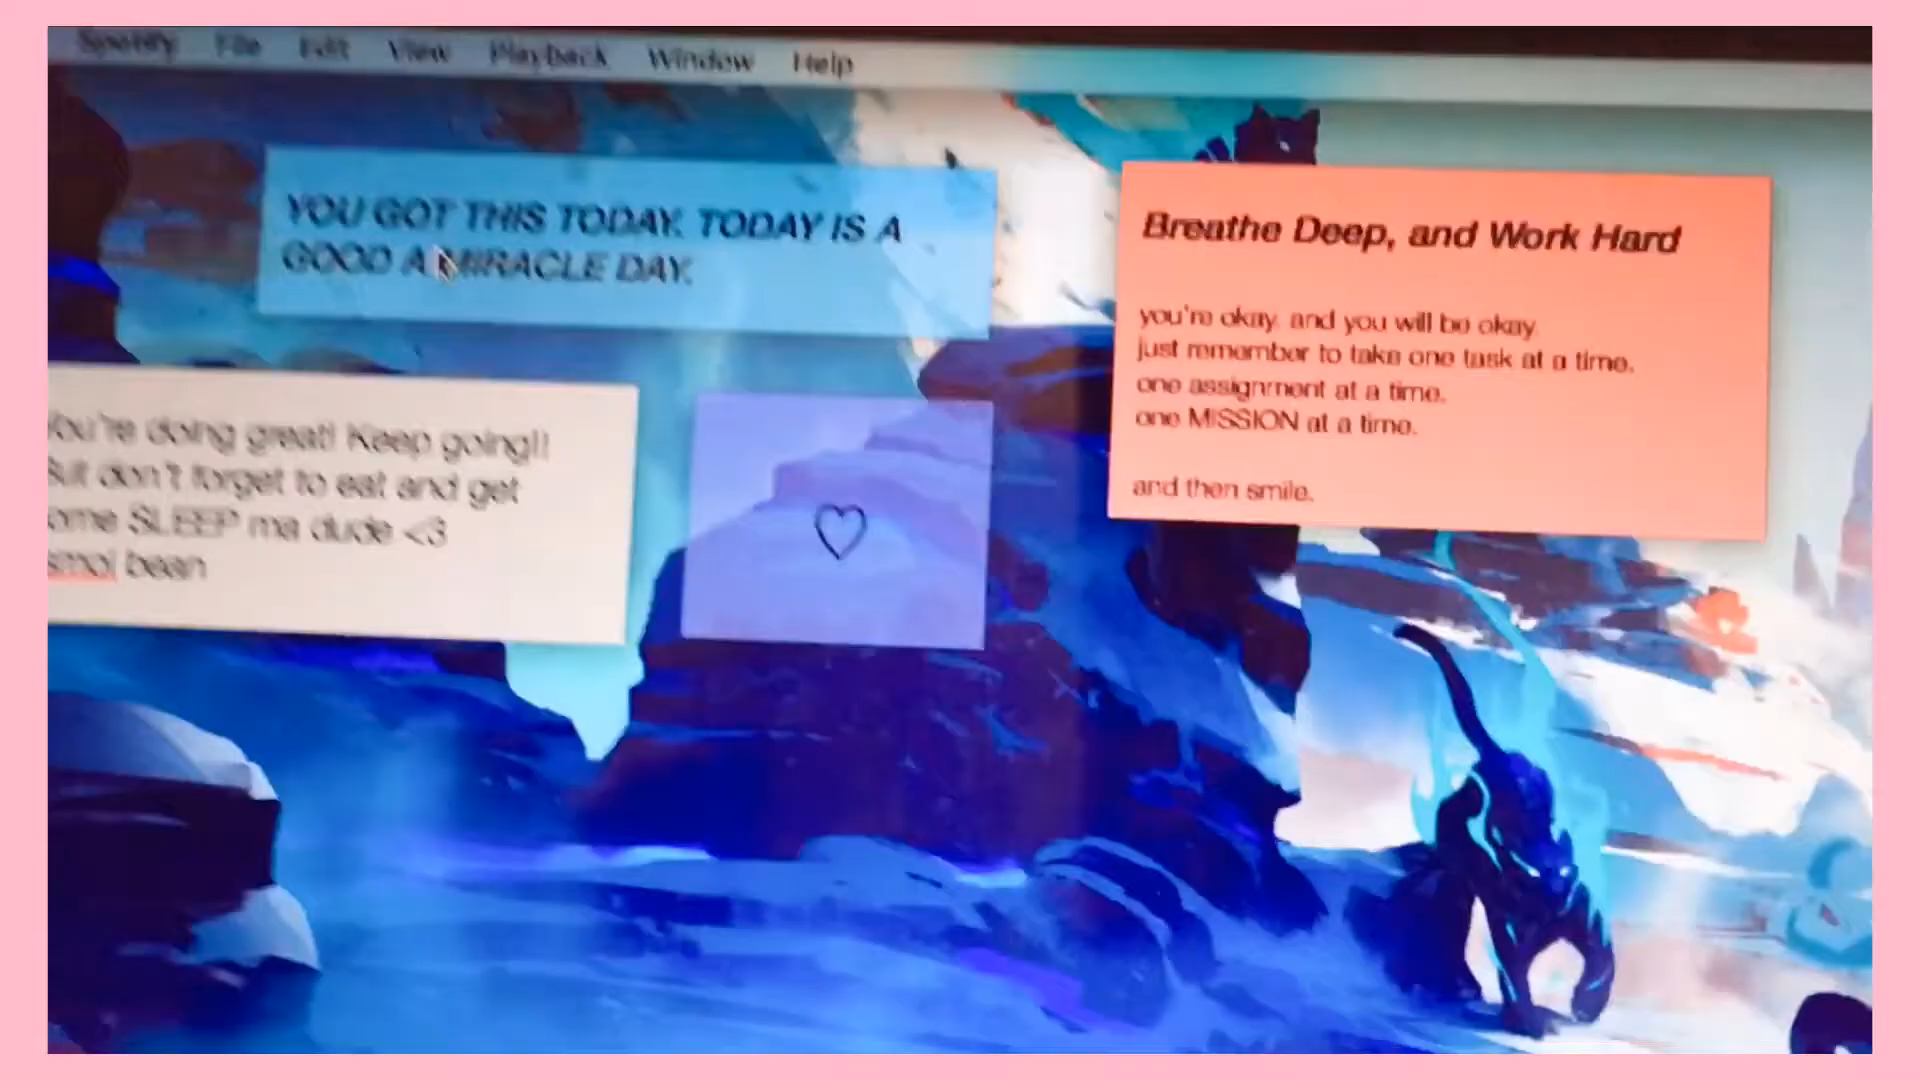 Spotify File Edit View Playback Window Help
YOU GOT THIS TODAY. TODAY IS A
GOOD A MIRACLE DAY.
Breathe Deep, and Work Hard
you're okay, and you will be okay.
just remember to take one task at a time.
one assignment at a time.
one MISSION at a time.
and then smile.
You're doing great! Keep going!!
But don't forget to eat and get
some SLEEP ma dude <3
smol bean